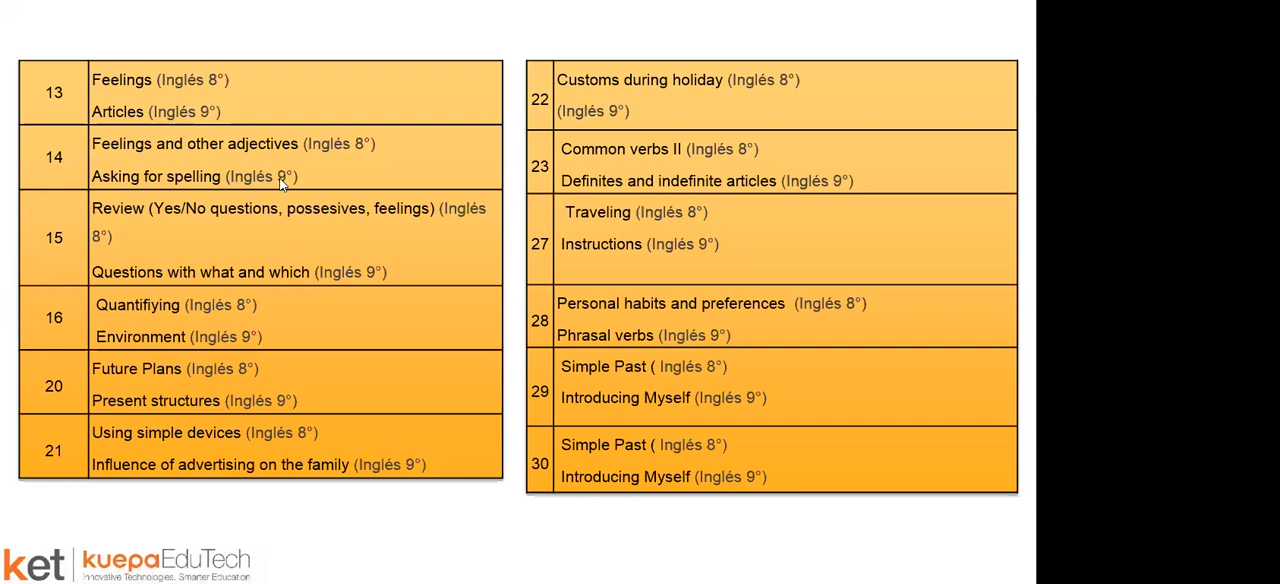 13
Feelings (Inglés 8°)
Articles (Inglés 9°)
14
Feelings and other adjectives (Inglés 8°)
Asking for spelling (Inglés 9°)
15
Review (Yes/No questions, possesives, feelings) (Inglés
8°)
Questions with what and which (Inglés 9°)
16
Quantifiying (Inglés 8°)
Environment (Inglés 9°)
20
Future Plans (Inglés 8°)
Present structures (Inglés 9°)
21
Using simple devices (Inglés 8°)
Influence of advertising on the family (Inglés 9°)
22
Customs during holiday (Inglés 8°)
(Inglés 9°)
23
Common verbs II (Inglés 8°)
Definites and indefinite articles (Inglés 9°)
27
Traveling (Inglés 8°)
Instructions (Inglés 9°)
28
Personal habits and preferences (Inglés 8°)
Phrasal verbs (Inglés 9°)
29
Simple Past ( Inglés 8°)
Introducing Myself (Inglés 9°)
30
Simple Past ( Inglés 8°)
Introducing Myself (Inglés 9°)
ket
kuepaEduTech
Innovative Technologies. Smarter Education